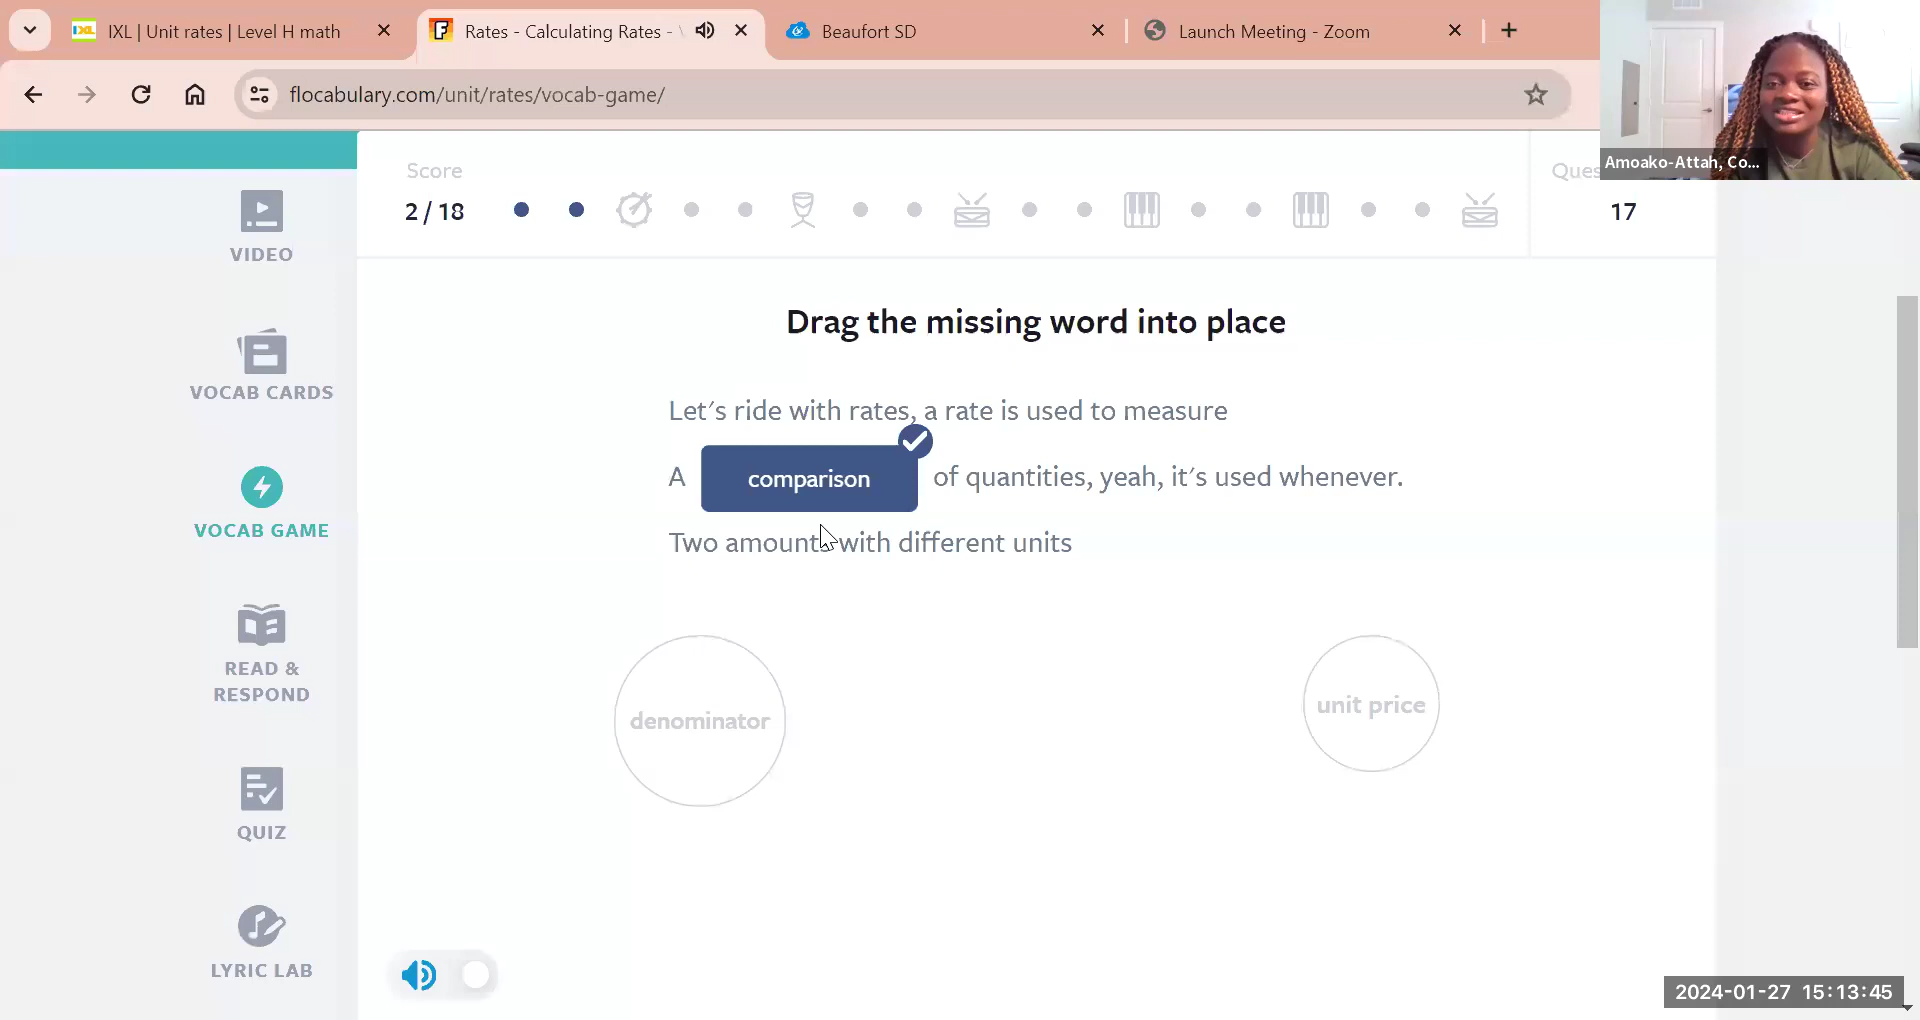 IXL | Unit rates | Level H math
Rates - Calculating Rates -
Beaufort SD
Launch Meeting - Zoom
flocabulary.com/unit/rates/vocab-game/
Amoako-Attah, Co...
Score
2 / 18
Ques
17
VIDEO
VOCAB CARDS
VOCAB GAME
READ &
RESPOND
QUIZ
LYRIC LAB
Drag the missing word into place
Let's ride with rates, a rate is used to measure
A comparison of quantities, yeah, it's used whenever.
Two amounts with different units
denominator
unit price
2024-01-27 15:13:45